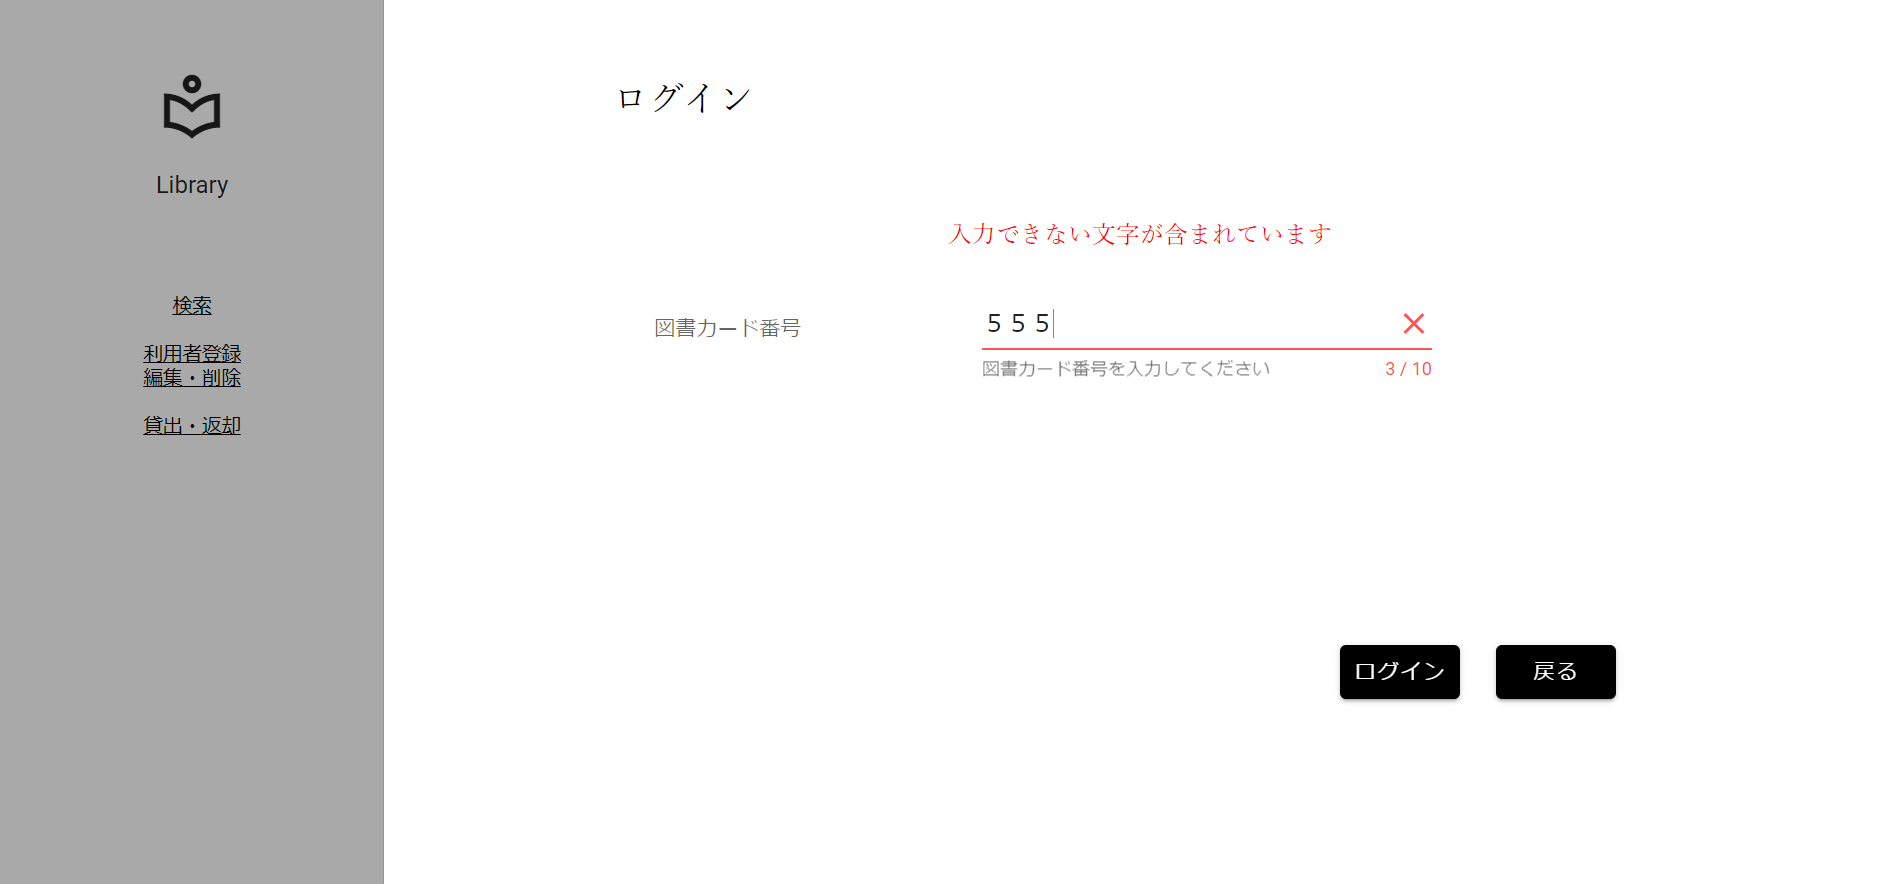 Library
検索
利用者登録
編集・削除
貸出・返却
ログイン
入力できない文字が含まれています
図書カード番号
５５５
図書カード番号を入力してください
3 / 10
ログイン
戻る